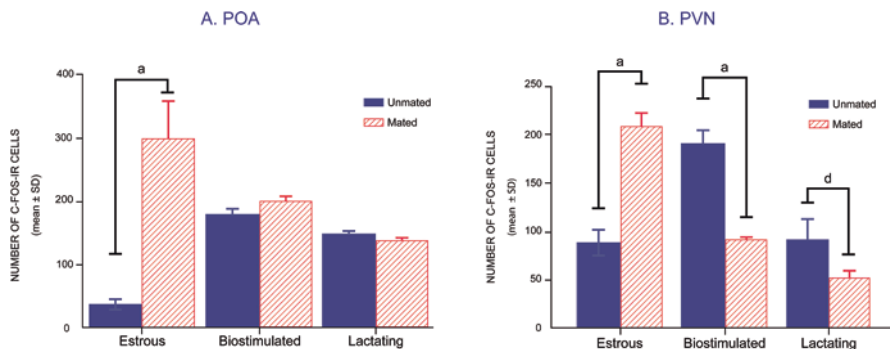 A. POA
NUMBER OF C-FOS-IR CELLS
(mean ± SD)
400
300
200
100
0
a
Unmated
Mated
Estrous
Biostimulated
Lactating
B. PVN
NUMBER OF C-FOS-IR CELLS
(mean ± SD)
250
200
150
100
50
0
a
a
d
Unmated
Mated
Estrous
Biostimulated
Lactating